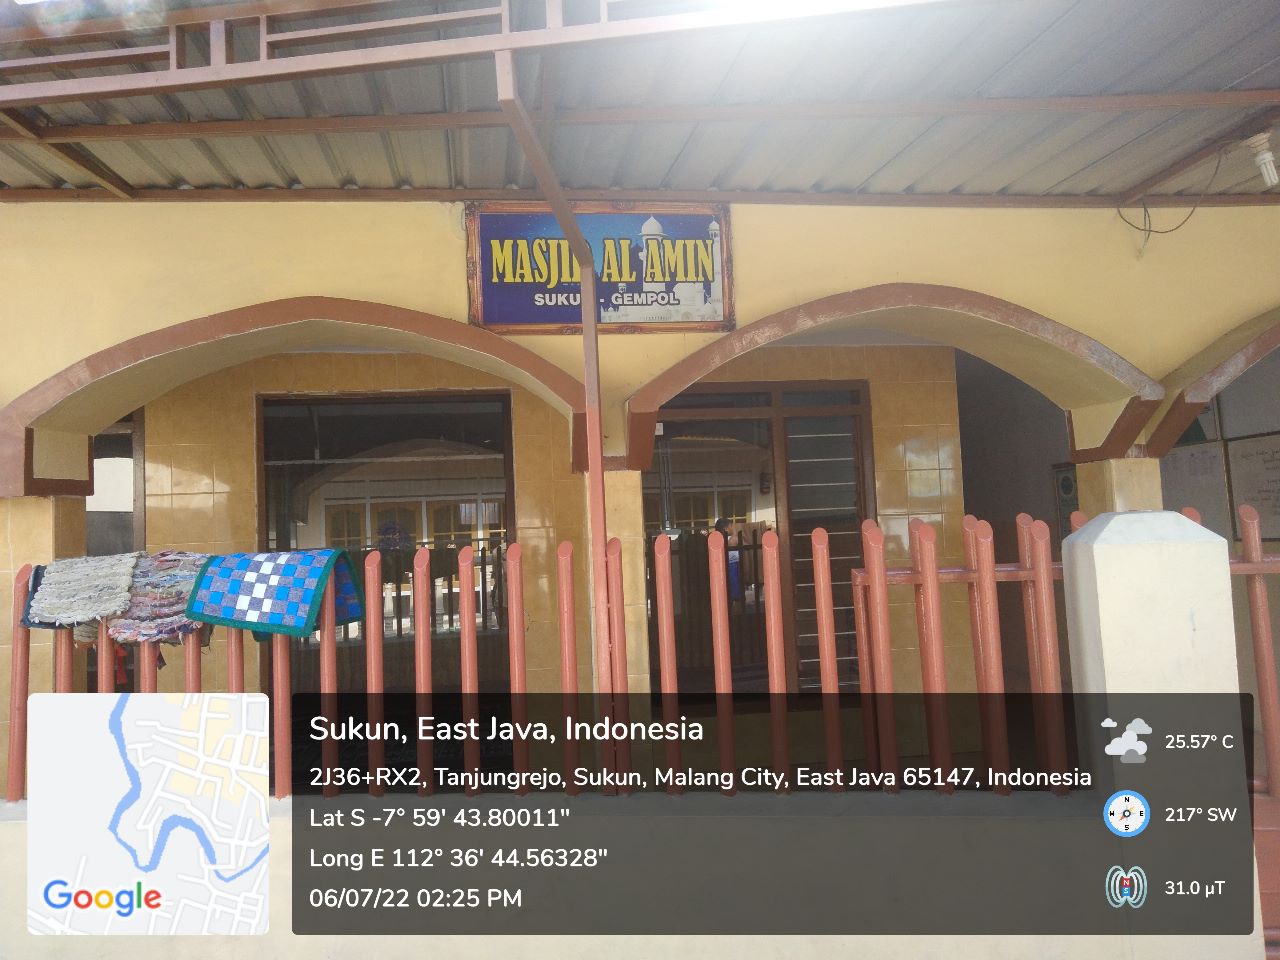 MASJID AL AMIN
SUKUN - GEMPOL
Sukun, East Java, Indonesia
2J36+RX2, Tanjungrejo, Sukun, Malang City, East Java 65147, Indonesia
Lat S -7° 59' 43.80011"
Long E 112° 36' 44.56328"
06/07/22 02:25 PM
25.57° C
217° SW
31.0 µT
Google